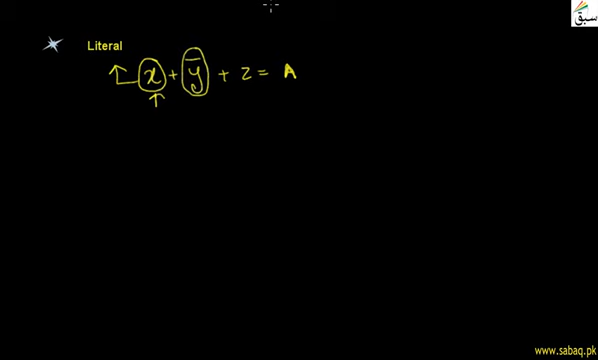 سبق
Literal
x + ȳ + z = A
www.sabaq.pk